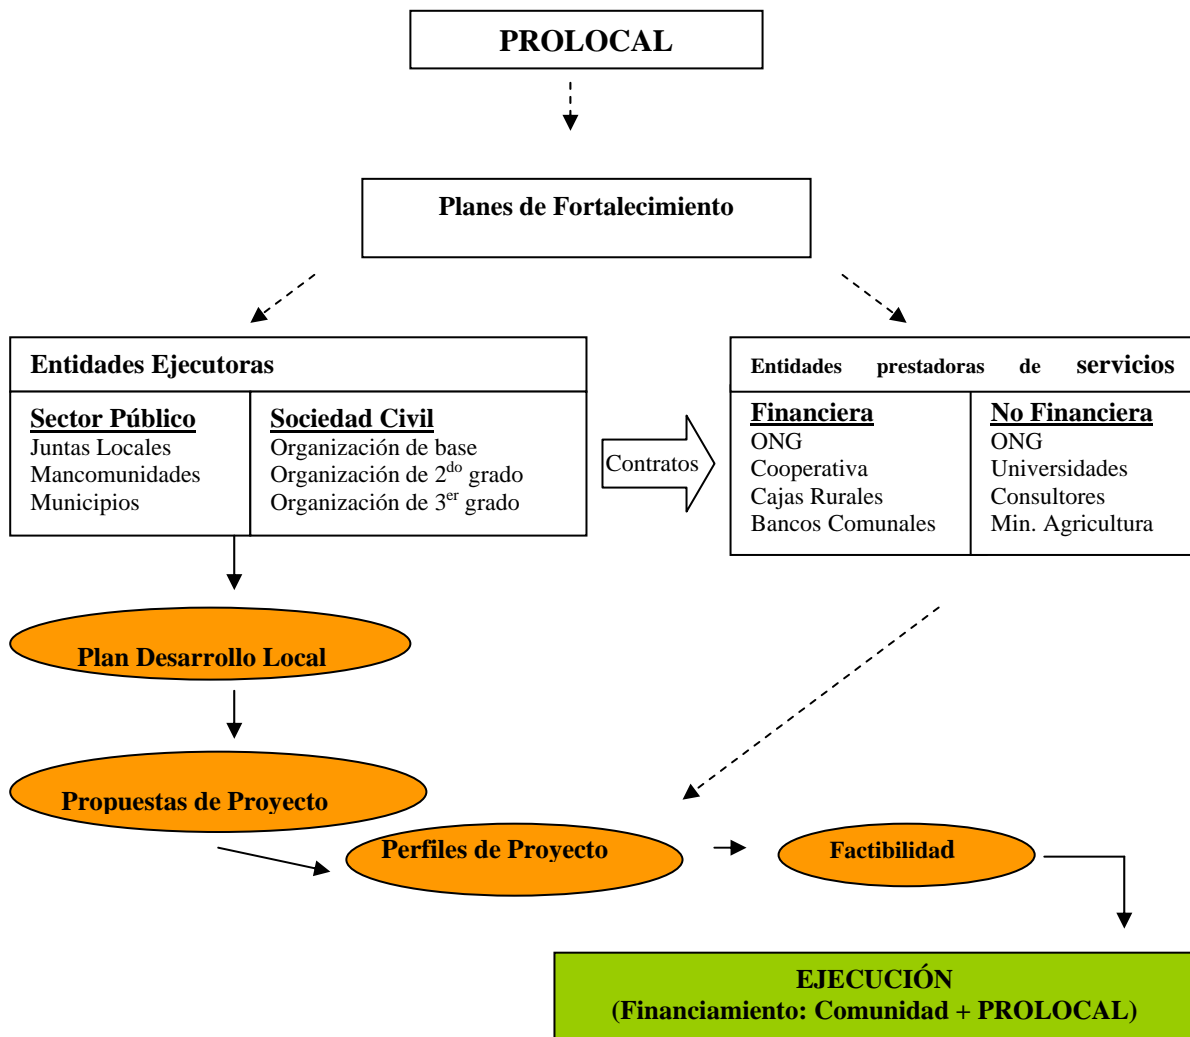 PROLOCAL
Planes de Fortalecimiento
Entidades Ejecutoras
Sector Público
Juntas Locales
Mancomunidades
Municipios
Sociedad Civil
Organización de base
Organización de 2do grado
Organización de 3er grado
Contratos
Entidades prestadoras de servicios
Financiera
ONG
Cooperativa
Cajas Rurales
Bancos Comunales
No Financiera
ONG
Universidades
Consultores
Min. Agricultura
Plan Desarrollo Local
Propuestas de Proyecto
Perfiles de Proyecto
Factibilidad
EJECUCIÓN
(Financiamiento: Comunidad + PROLOCAL)